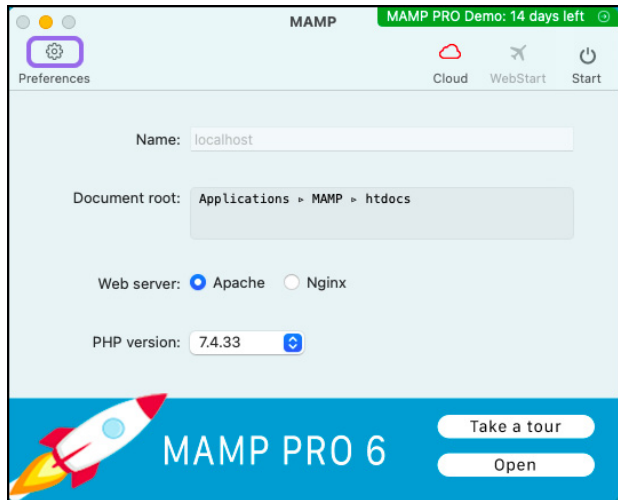 MAMP
MAMP PRO Demo: 14 days left
Preferences
Cloud
WebStart
Start
Name: localhost
Document root: Applications ▹ MAMP ▹ htdocs
Web server: Apache Nginx
PHP version: 7.4.33
MAMP PRO 6
Take a tour
Open